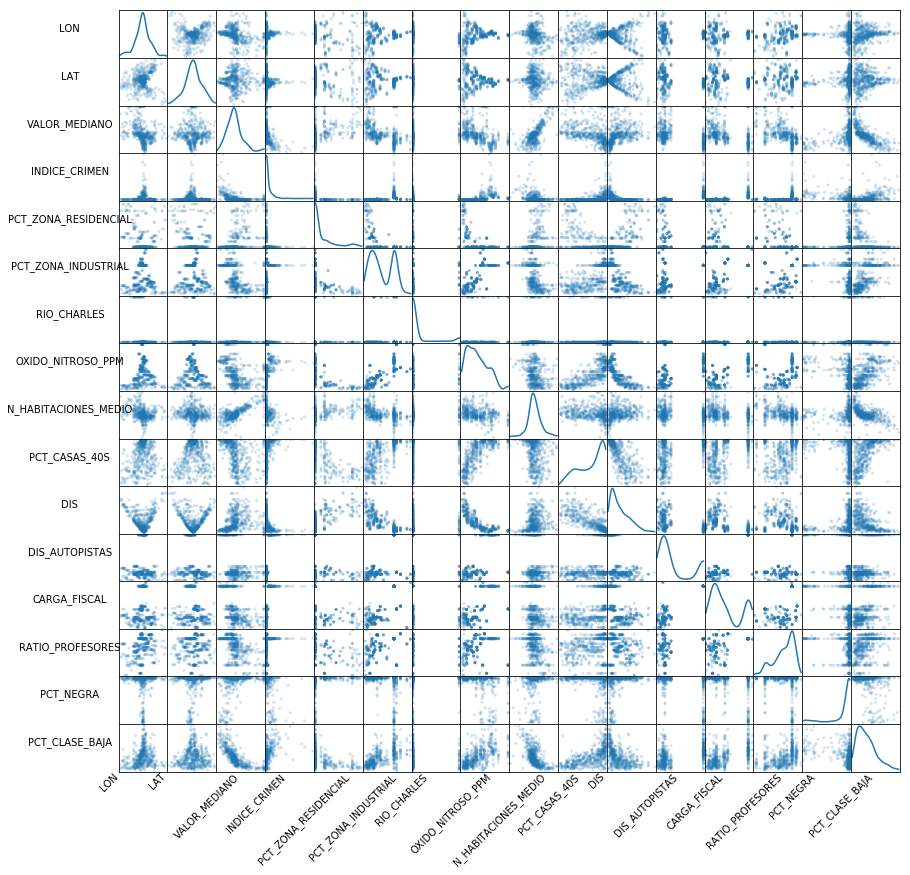 LON
LAT
VALOR_MEDIANO
INDICE_CRIMEN
PCT_ZONA_RESIDENCIAL
PCT_ZONA_INDUSTRIAL
RIO_CHARLES
OXIDO_NITROSO_PPM
N_HABITACIONES_MEDIO
PCT_CASAS_40S
DIS
DIS_AUTOPISTAS
CARGA_FISCAL
RATIO_PROFESORES
PCT_NEGRA
PCT_CLASE_BAJA
LON
LAT
VALOR_MEDIANO
INDICE_CRIMEN
PCT_ZONA_RESIDENCIAL
PCT_ZONA_INDUSTRIAL
RIO_CHARLES
OXIDO_NITROSO_PPM
N_HABITACIONES_MEDIO
PCT_CASAS_40S
DIS
DIS_AUTOPISTAS
CARGA_FISCAL
RATIO_PROFESORES
PCT_NEGRA
PCT_CLASE_BAJA